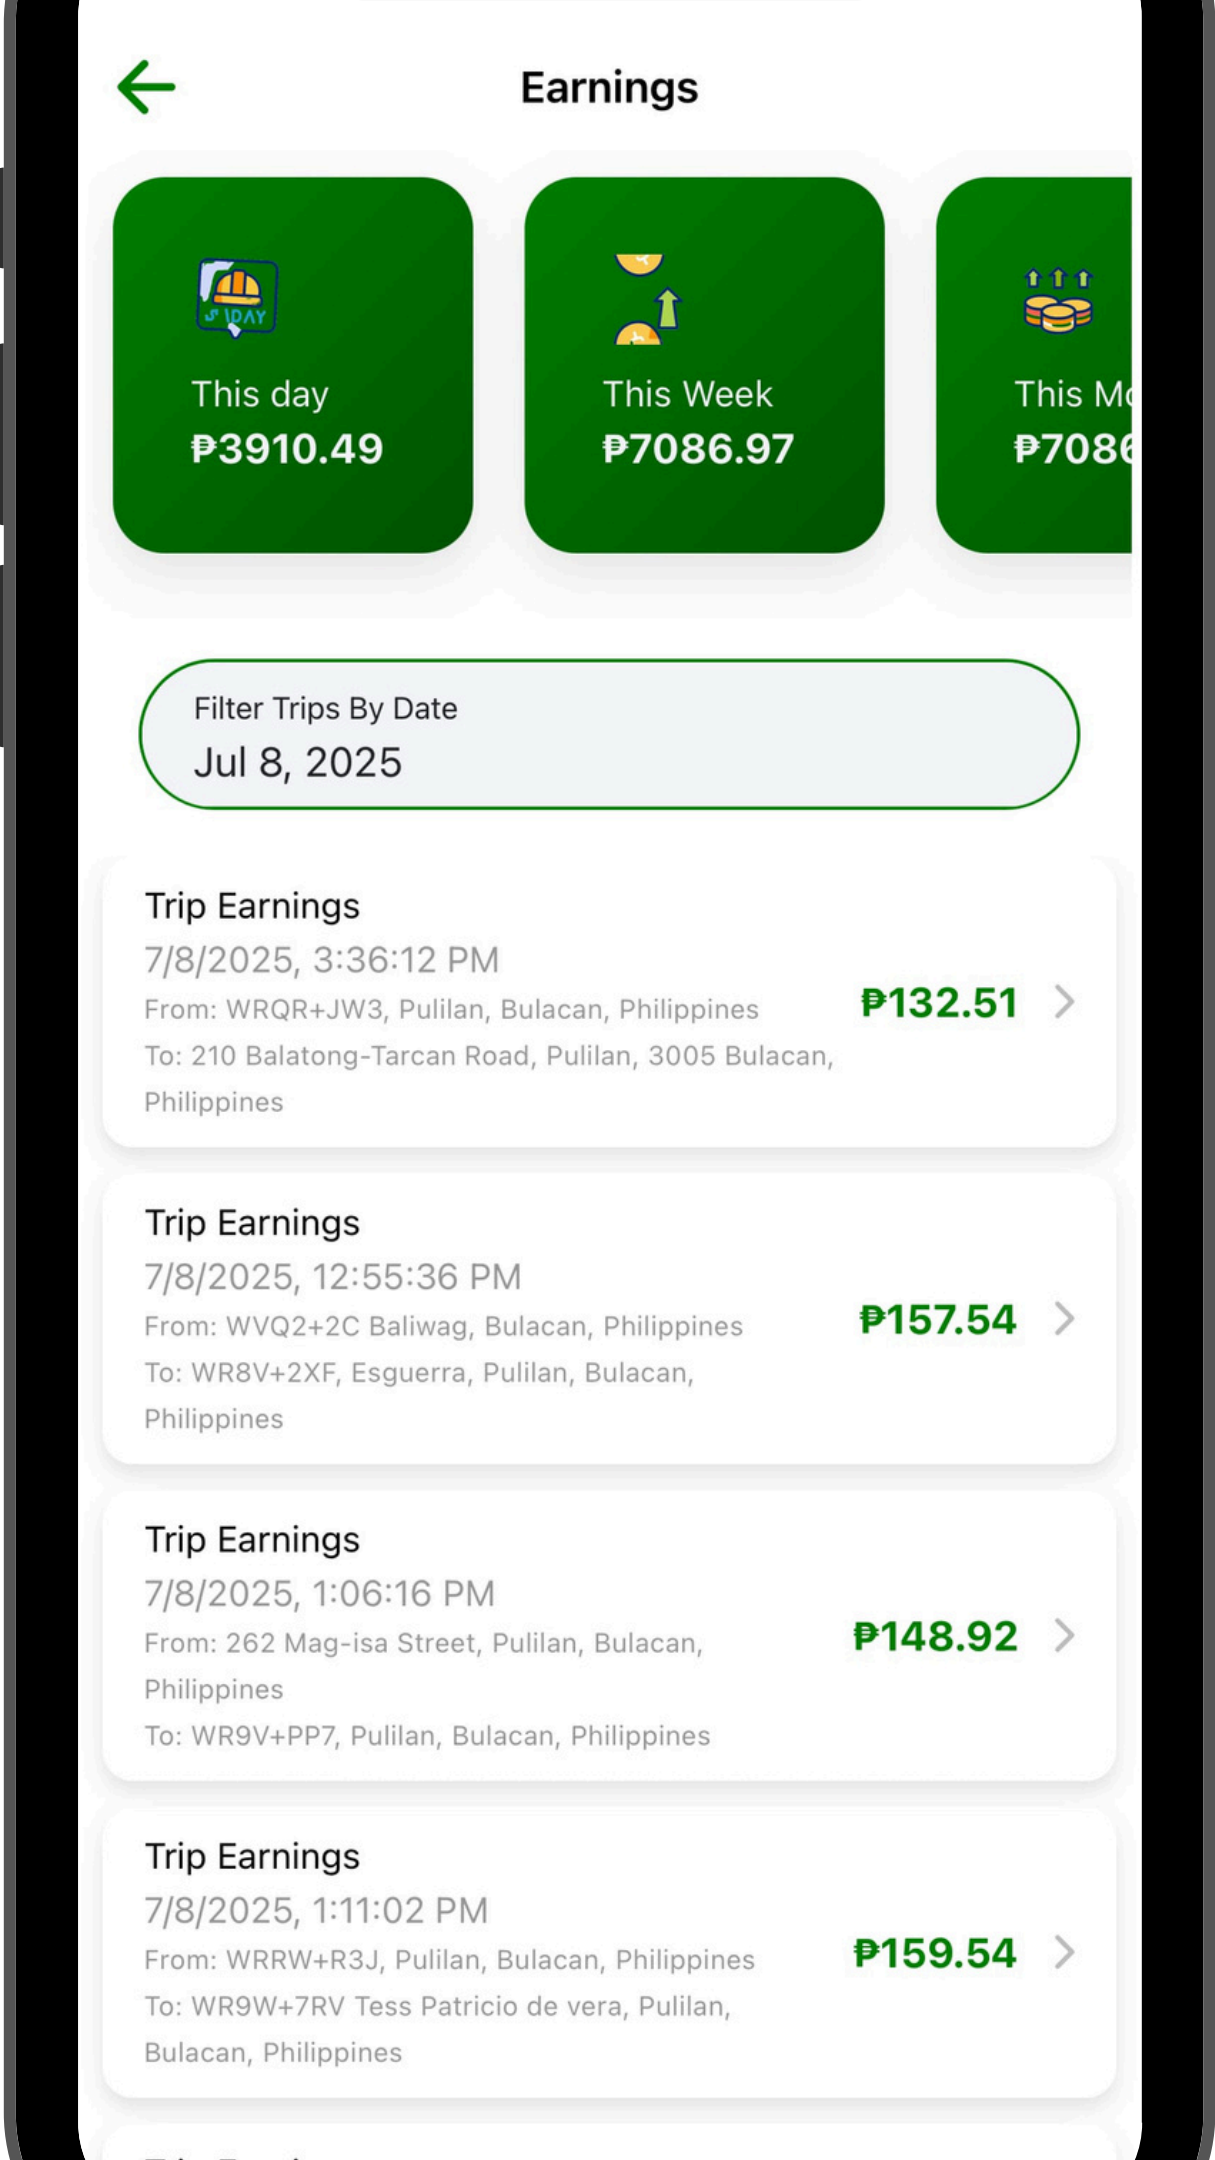 Earnings
This day
₱3910.49
This Week
₱7086.97
This Mo
₱7086
Filter Trips By Date
Jul 8, 2025
Trip Earnings
7/8/2025, 3:36:12 PM
From: WRQR+JW3, Pulilan, Bulacan, Philippines
To: 210 Balatong-Tarcan Road, Pulilan, 3005 Bulacan,
Philippines
₱132.51
Trip Earnings
7/8/2025, 12:55:36 PM
From: WVQ2+2C Baliwag, Bulacan, Philippines
To: WR8V+2XF, Esguerra, Pulilan, Bulacan,
Philippines
₱157.54
Trip Earnings
7/8/2025, 1:06:16 PM
From: 262 Mag-isa Street, Pulilan, Bulacan,
Philippines
To: WR9V+PP7, Pulilan, Bulacan, Philippines
₱148.92
Trip Earnings
7/8/2025, 1:11:02 PM
From: WRRW+R3J, Pulilan, Bulacan, Philippines
To: WR9W+7RV Tess Patricio de vera, Pulilan,
Bulacan, Philippines
₱159.54